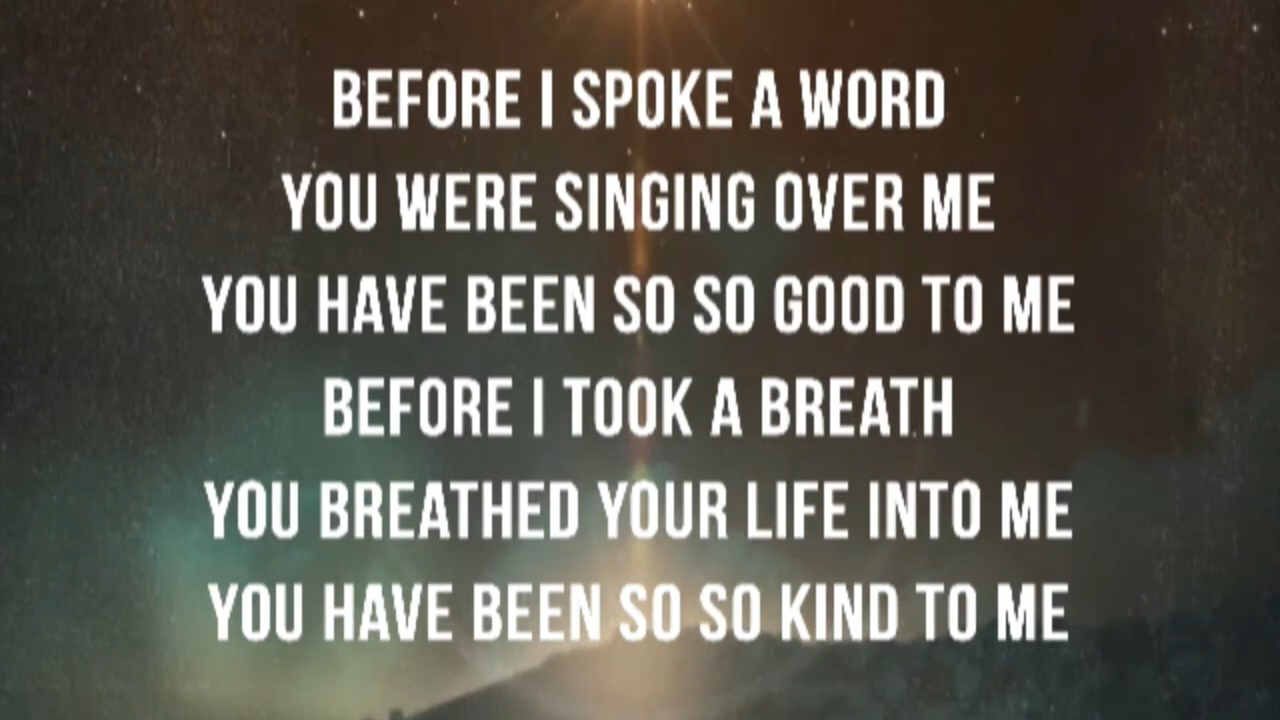 BEFORE I SPOKE A WORD
YOU WERE SINGING OVER ME
YOU HAVE BEEN SO SO GOOD TO ME
BEFORE I TOOK A BREATH
YOU BREATHED YOUR LIFE INTO ME
YOU HAVE BEEN SO SO KIND TO ME